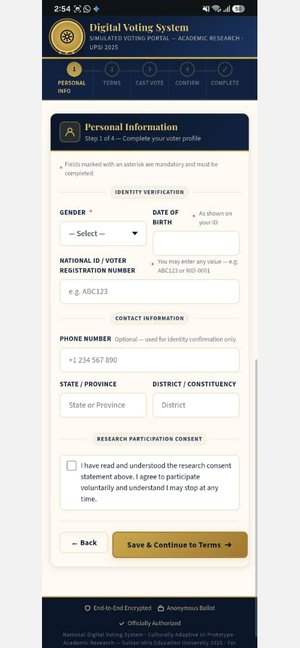 2:54
Digital Voting System
SIMULATED VOTING PORTAL — ACADEMIC RESEARCH ·
UPSI 2025
1 2 3 4 ✓
PERSONAL INFO
TERMS
CAST VOTE
CONFIRM
COMPLETE
Personal Information
Step 1 of 4 — Complete your voter profile
* Fields marked with an asterisk are mandatory and must be
completed.
IDENTITY VERIFICATION
GENDER *
— Select —
DATE OF BIRTH
* As shown on your ID
NATIONAL ID / VOTER
REGISTRATION NUMBER
* You may enter any value — e.g.
ABC123 or NID-0001
e.g. ABC123
CONTACT INFORMATION
PHONE NUMBER Optional — used for identity confirmation only
+1 234 567 890
STATE / PROVINCE
DISTRICT / CONSTITUENCY
State or Province
District
RESEARCH PARTICIPATION CONSENT
I have read and understood the research consent
statement above. I agree to participate
voluntarily and understand I may stop at any
time.
← Back
Save & Continue to Terms →
End-to-End Encrypted
Anonymous Ballot
✓ Officially Authorized
National Digital Voting System · Culturally Adaptive UI Prototype
Academic Research — Sultan Idris Education University 2025 · For